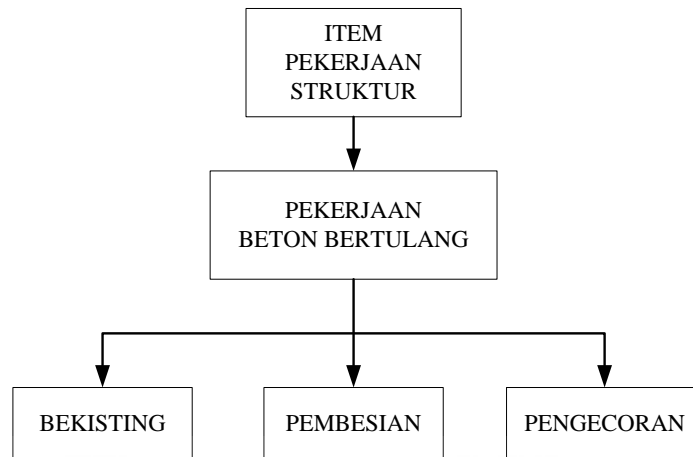 ITEM
PEKERJAAN
STRUKTUR
PEKERJAAN
BETON BERTULANG
BEKISTING
PEMBESIAN
PENGECORAN